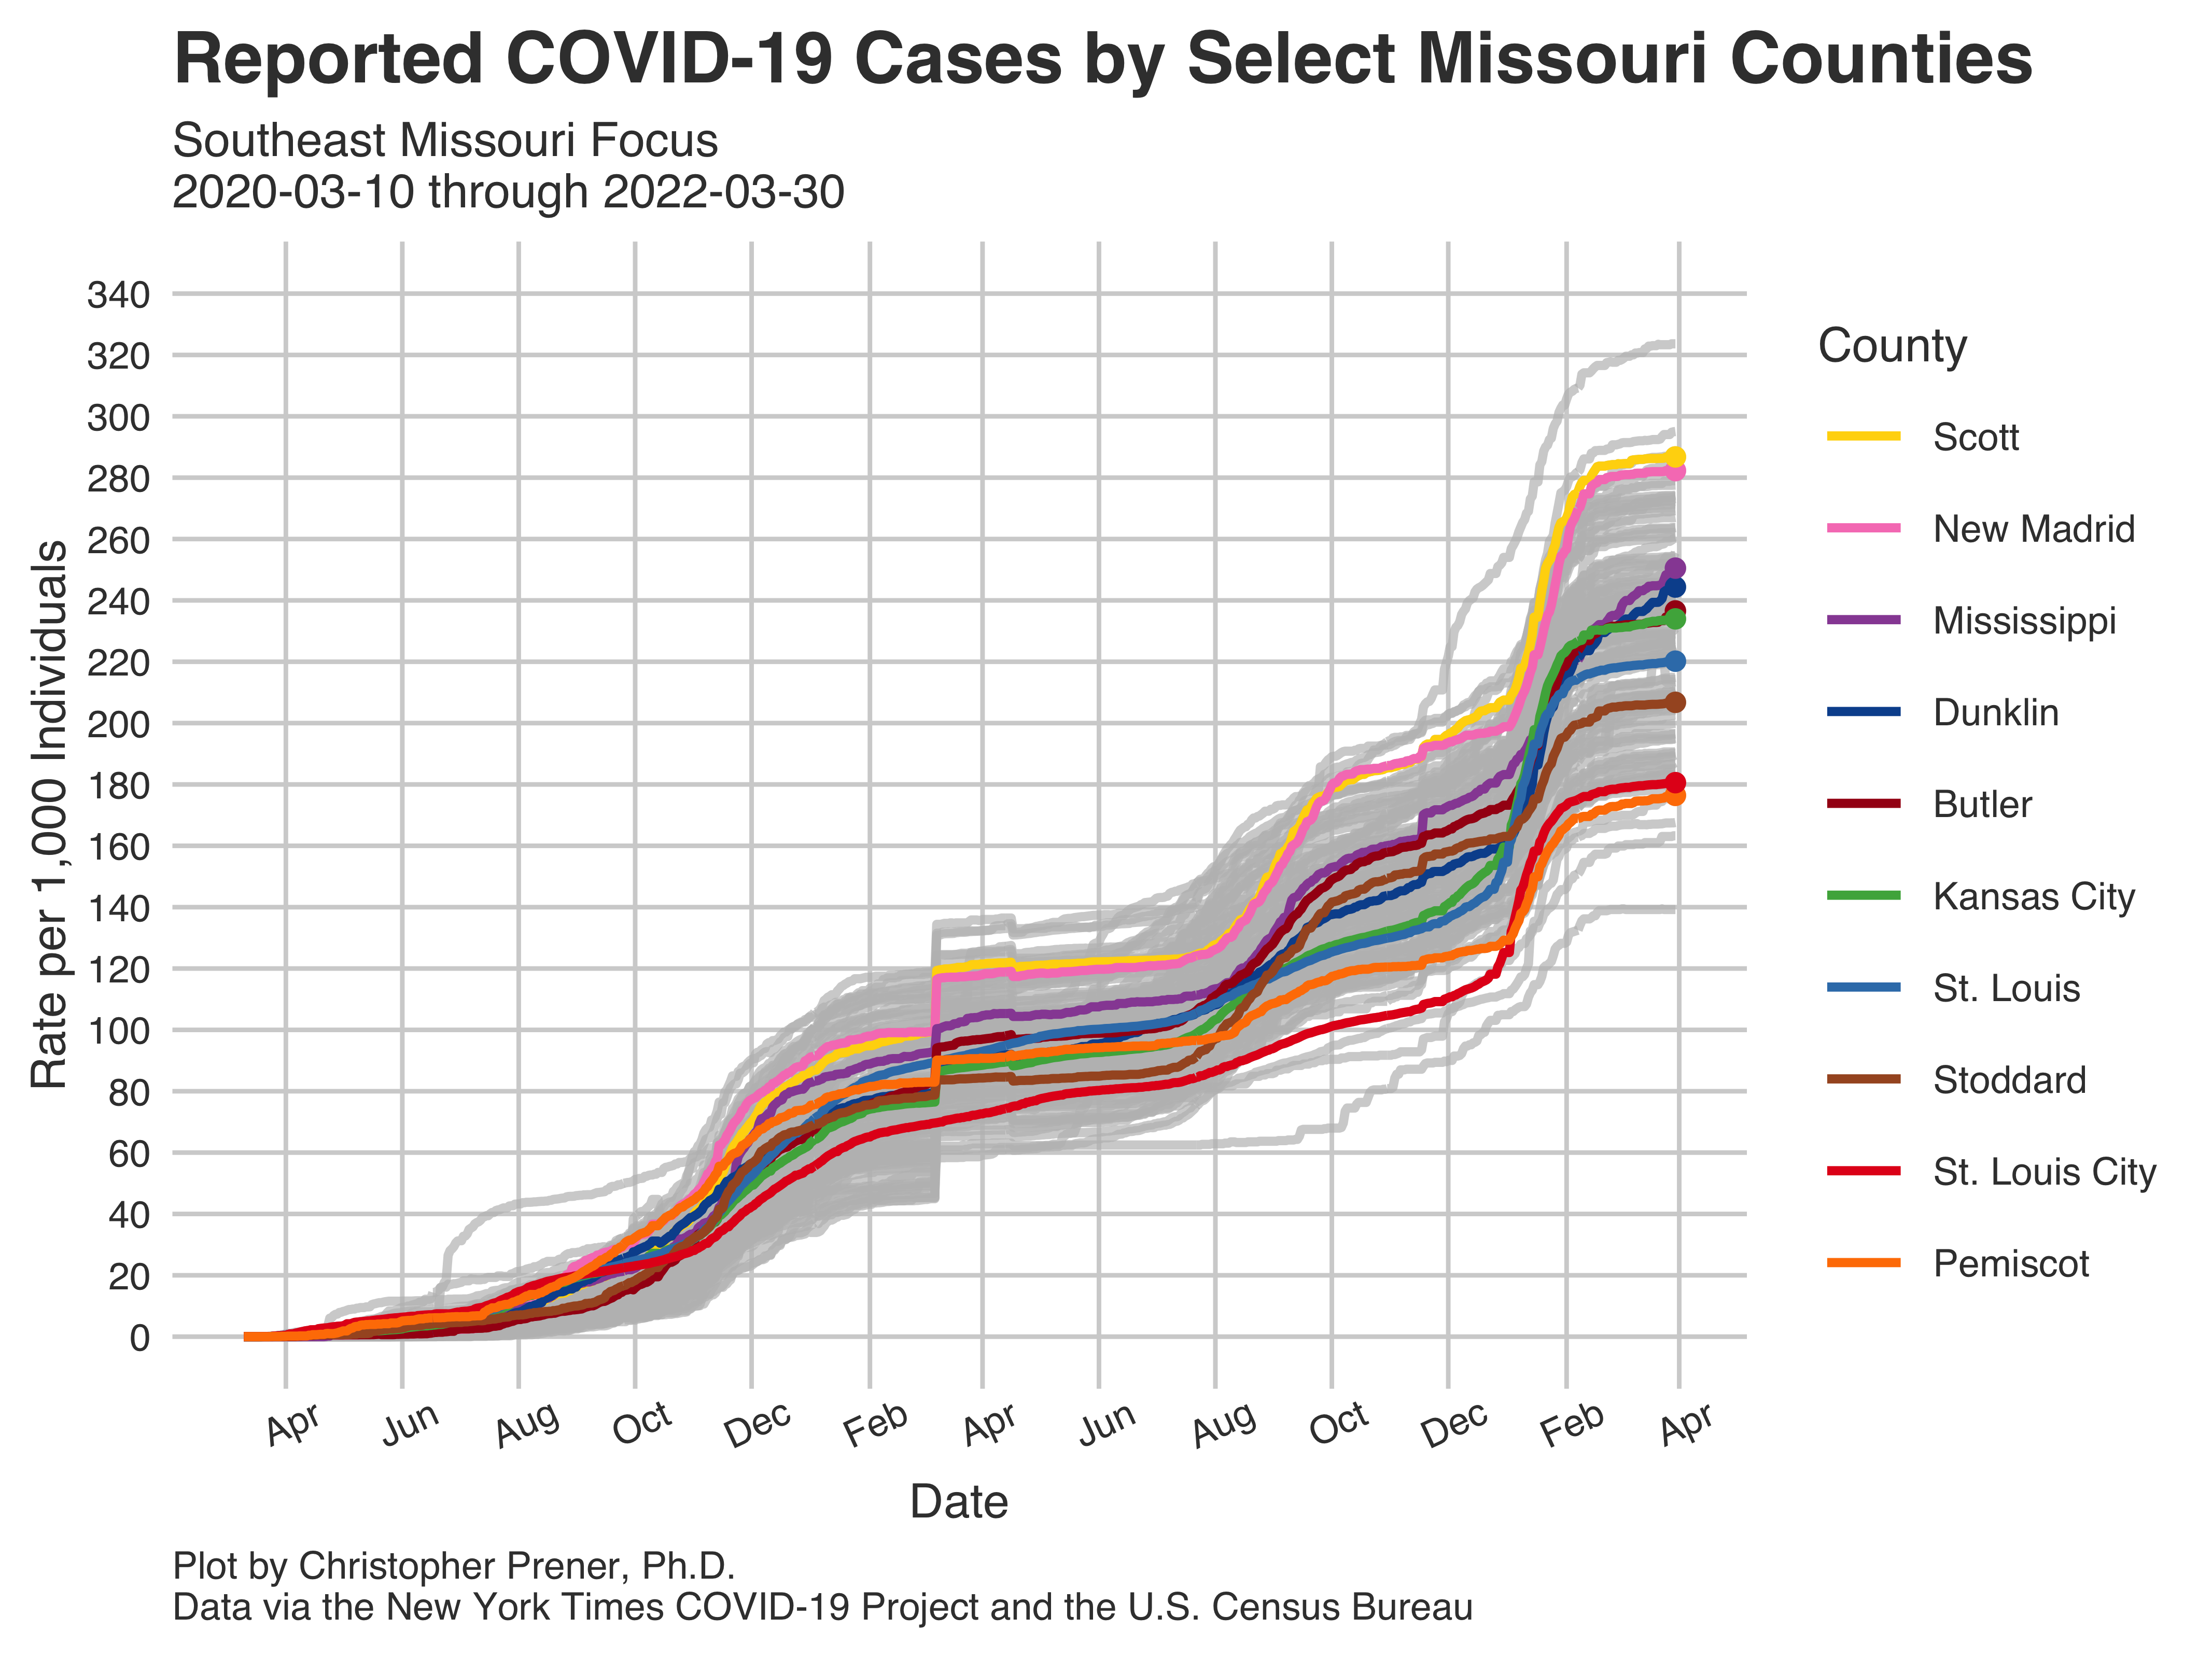 Reported COVID-19 Cases by Select Missouri Counties
Southeast Missouri Focus
2020-03-10 through 2022-03-30
Rate per 1,000 Individuals
340
320
300
280
260
240
220
200
180
160
140
120
100
80
60
40
20
0
Apr Jun Aug Oct Dec Feb Apr Jun Aug Oct Dec Feb Apr
Date
County
Scott
New Madrid
Mississippi
Dunklin
Butler
Kansas City
St. Louis
Stoddard
St. Louis City
Pemiscot
Plot by Christopher Prener, Ph.D.
Data via the New York Times COVID-19 Project and the U.S. Census Bureau